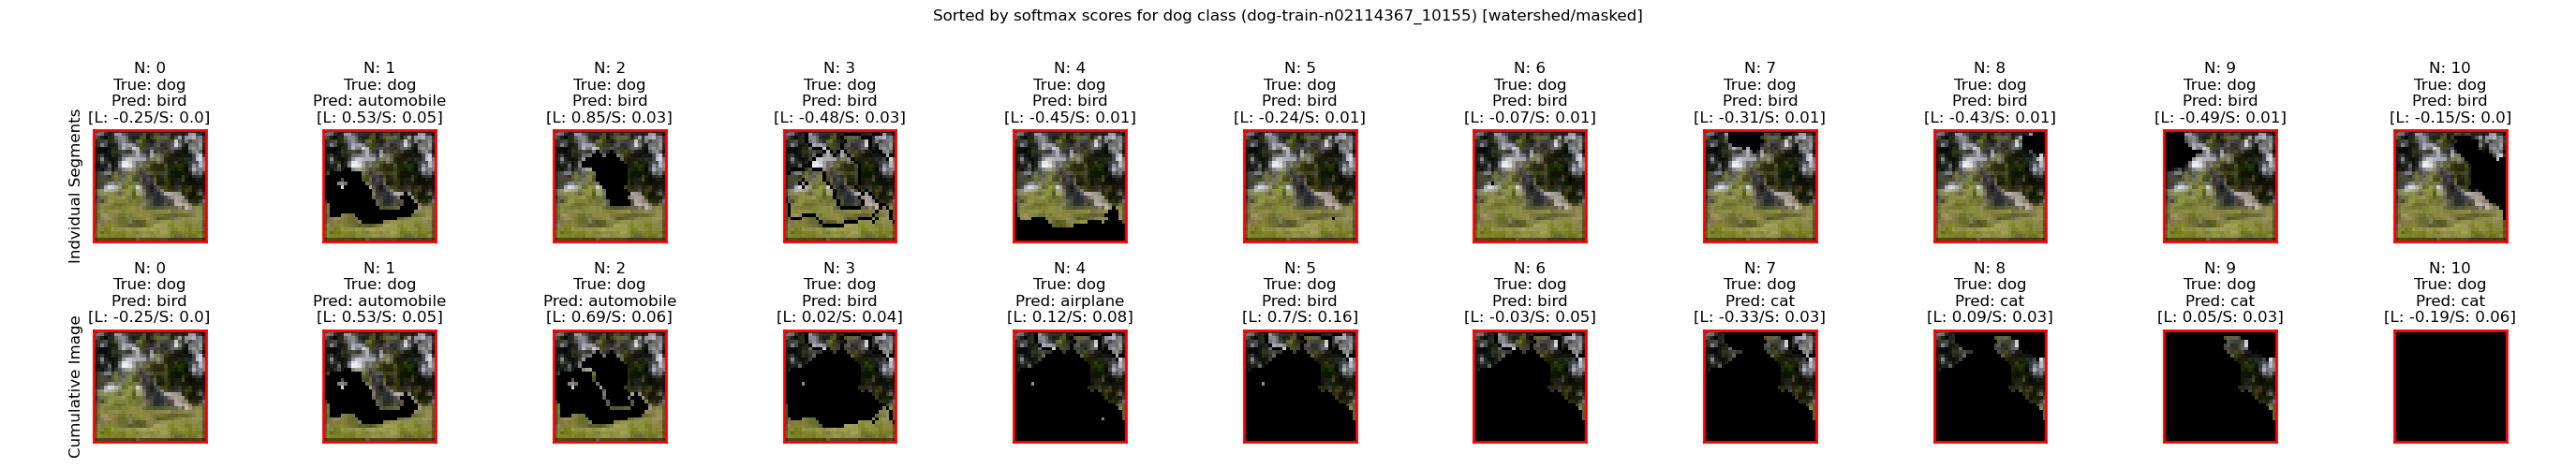 Sorted by softmax scores for dog class (dog-train-n02114367_10155) [watershed/masked]
N: 0 N: 1 N: 2 N: 3 N: 4 N: 5 N: 6 N: 7 N: 8 N: 9 N: 10
True: dog True: dog True: dog True: dog True: dog True: dog True: dog True: dog True: dog True: dog True: dog
Pred: bird Pred: automobile Pred: bird Pred: bird Pred: bird Pred: bird Pred: bird Pred: bird Pred: bird Pred: bird Pred: bird
[L: -0.25/S: 0.0] [L: 0.53/S: 0.05] [L: 0.85/S: 0.03] [L: -0.48/S: 0.03] [L: -0.45/S: 0.01] [L: -0.24/S: 0.01] [L: -0.07/S: 0.01] [L: -0.31/S: 0.01] [L: -0.43/S: 0.01] [L: -0.49/S: 0.01] [L: -0.15/S: 0.0]
Indvidual Segments
N: 0 N: 1 N: 2 N: 3 N: 4 N: 5 N: 6 N: 7 N: 8 N: 9 N: 10
True: dog True: dog True: dog True: dog True: dog True: dog True: dog True: dog True: dog True: dog True: dog
Pred: bird Pred: automobile Pred: automobile Pred: bird Pred: airplane Pred: bird Pred: bird Pred: cat Pred: cat Pred: cat Pred: cat
[L: -0.25/S: 0.0] [L: 0.53/S: 0.05] [L: 0.69/S: 0.06] [L: 0.02/S: 0.04] [L: 0.12/S: 0.08] [L: 0.7/S: 0.16] [L: -0.03/S: 0.05] [L: -0.33/S: 0.03] [L: 0.09/S: 0.03] [L: 0.05/S: 0.03] [L: -0.19/S: 0.06]
Cumulative Image